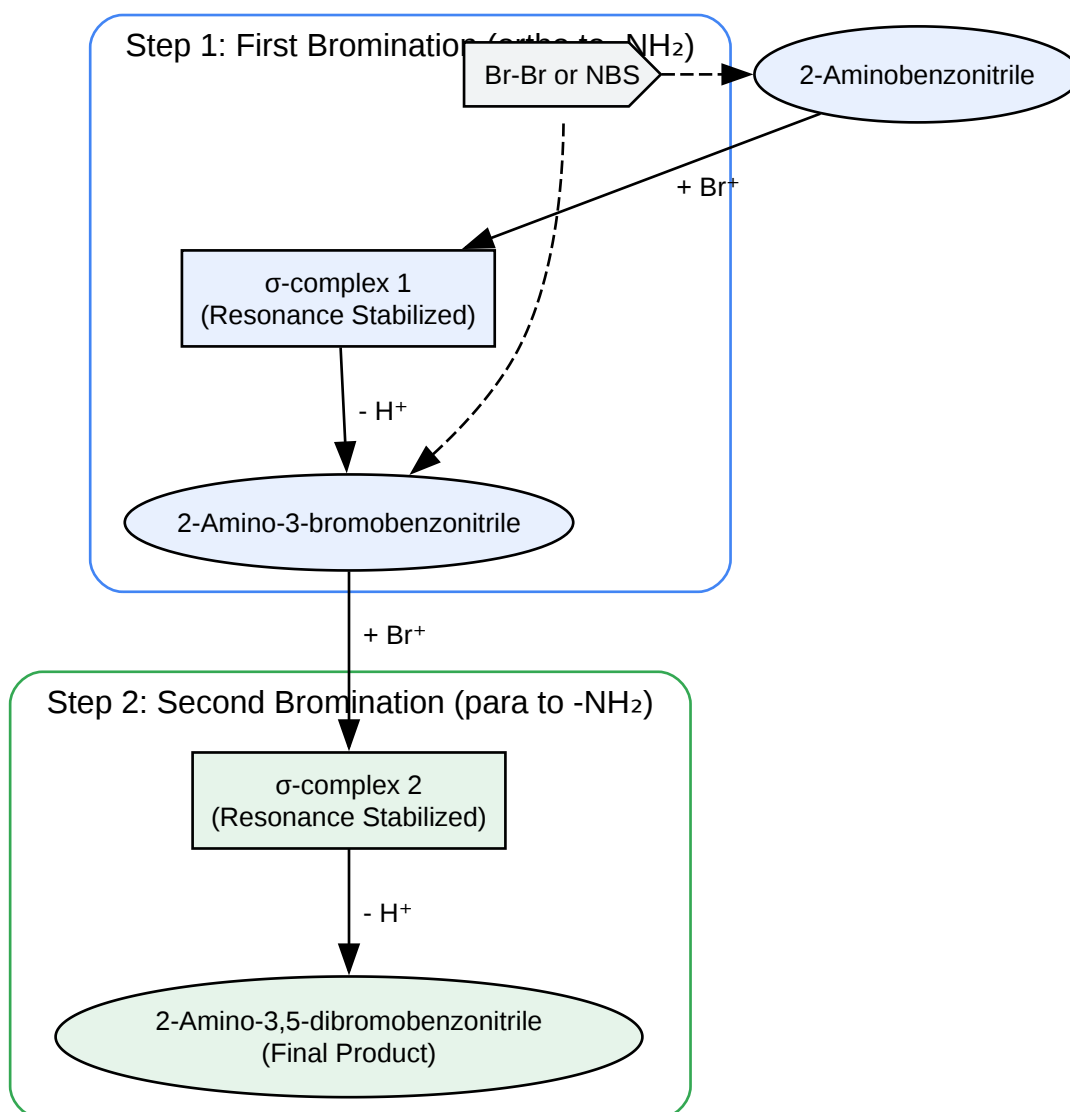 Step 1: First Bromination (ortho to -NH₂)
Br-Br or NBS
2-Aminobenzonitrile
+ Br⁺
σ-complex 1
(Resonance Stabilized)
- H⁺
2-Amino-3-bromobenzonitrile
+ Br⁺
Step 2: Second Bromination (para to -NH₂)
σ-complex 2
(Resonance Stabilized)
- H⁺
2-Amino-3,5-dibromobenzonitrile
(Final Product)